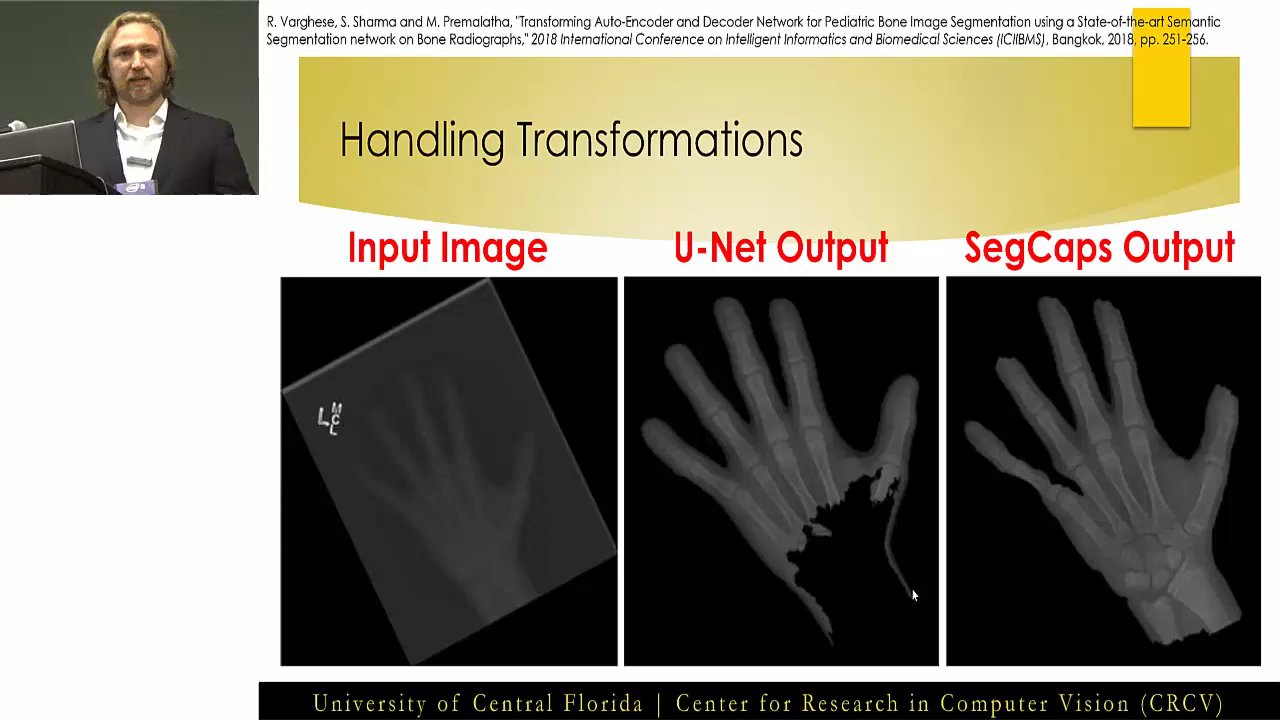 R. Varghese, S. Sharma and M. Premalatha, "Transforming Auto-Encoder and Decoder Network for Pediatric Bone Image Segmentation using a State-of-the-art Semantic
Segmentation network on Bone Radiographs," 2018 International Conference on Intelligent Informatics and Biomedical Sciences (ICIIBMS), Bangkok, 2018, pp. 251-256.
Handling Transformations
Input Image
U-Net Output
SegCaps Output
L MCL
University of Central Florida | Center for Research in Computer Vision (CRCV)